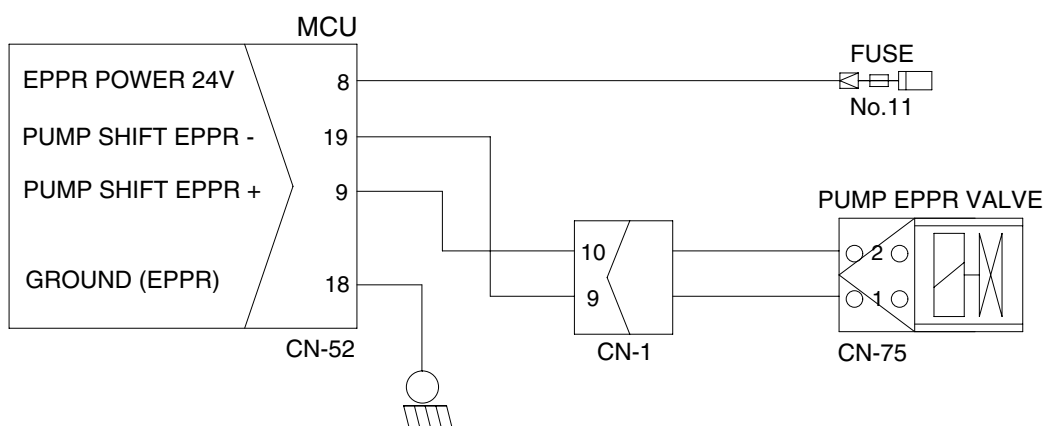 MCU
EPPR POWER 24V
8
FUSE
No.11
PUMP SHIFT EPPR -
19
PUMP SHIFT EPPR +
9
PUMP EPPR VALVE
10
2
GROUND (EPPR)
18
9
1
CN-52
CN-1
CN-75